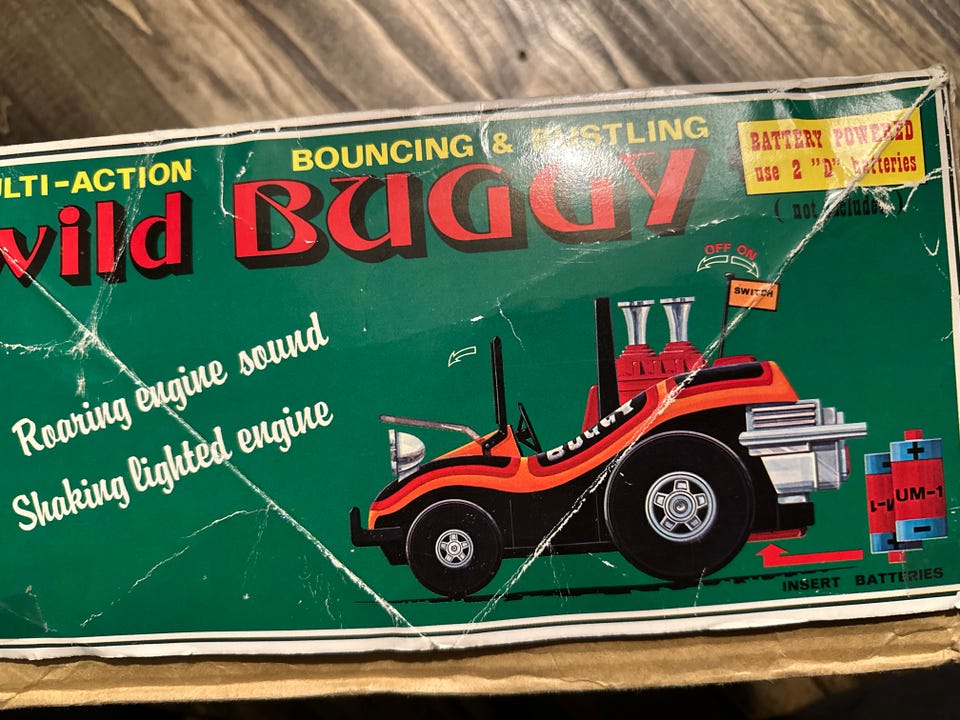 ULTI-ACTION
BOUNCING & BUSTLING
wild BUGGY
BATTERY POWERED
use 2 "D" batteries
( not included )
OFF ON
SWITCH
Roaring engine sound
Shaking lighted engine
BUGGY
UM-1
INSERT BATTERIES